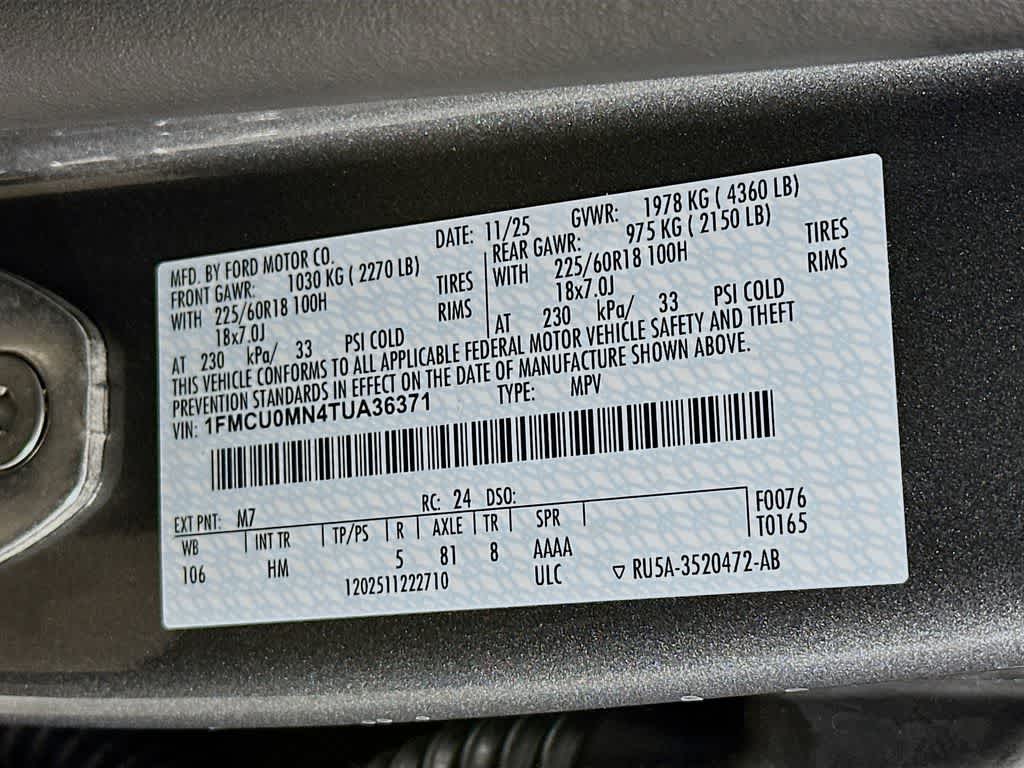 MFD. BY FORD MOTOR CO.
DATE: 11/25 GVWR: 1978 KG ( 4360 LB)
FRONT GAWR: 1030 KG ( 2270 LB)
WITH 225/60R18 100H TIRES
18x7.0J RIMS
AT 230 kPa/ 33 PSI COLD
REAR GAWR: 975 KG ( 2150 LB)
WITH 225/60R18 100H TIRES
18x7.0J RIMS
AT 230 kPa/ 33 PSI COLD
THIS VEHICLE CONFORMS TO ALL APPLICABLE FEDERAL MOTOR VEHICLE SAFETY AND THEFT
PREVENTION STANDARDS IN EFFECT ON THE DATE OF MANUFACTURE SHOWN ABOVE.
VIN: 1FMCU0MN4TUA36371 TYPE: MPV
EXT PNT: M7 RC: 24 DSO:
WB INT TR TP/PS R AXLE TR SPR F0076
106 HM 5 81 8 AAAA T0165
1202511222710 ULC ▽ RU5A-3520472-AB